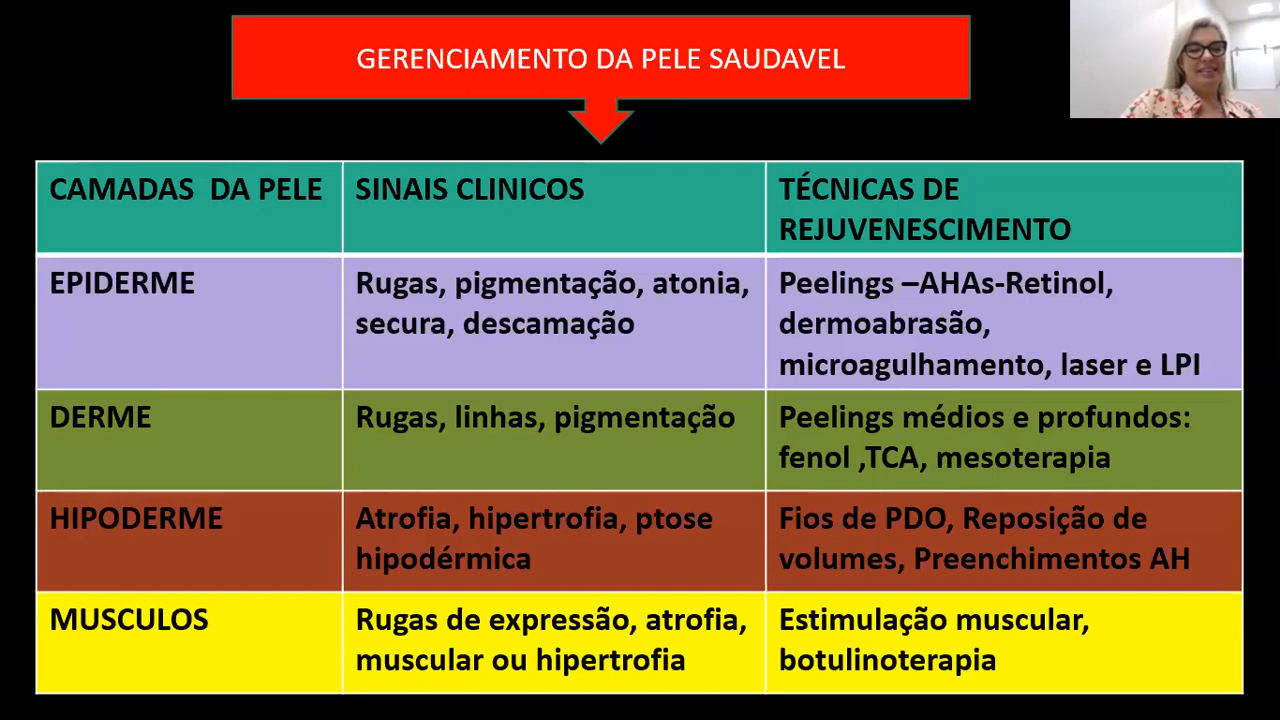 GERENCIAMENTO DA PELE SAUDAVEL
CAMADAS DA PELE
SINAIS CLINICOS
TÉCNICAS DE
REJUVENESCIMENTO
EPIDERME
Rugas, pigmentação, atonia,
secura, descamação
Peelings –AHAs-Retinol,
dermoabrasão,
microagulhamento, laser e LPI
DERME
Rugas, linhas, pigmentação
Peelings médios e profundos:
fenol ,TCA, mesoterapia
HIPODERME
Atrofia, hipertrofia, ptose
hipodérmica
Fios de PDO, Reposição de
volumes, Preenchimentos AH
MUSCULOS
Rugas de expressão, atrofia,
muscular ou hipertrofia
Estimulação muscular,
botulinoterapia